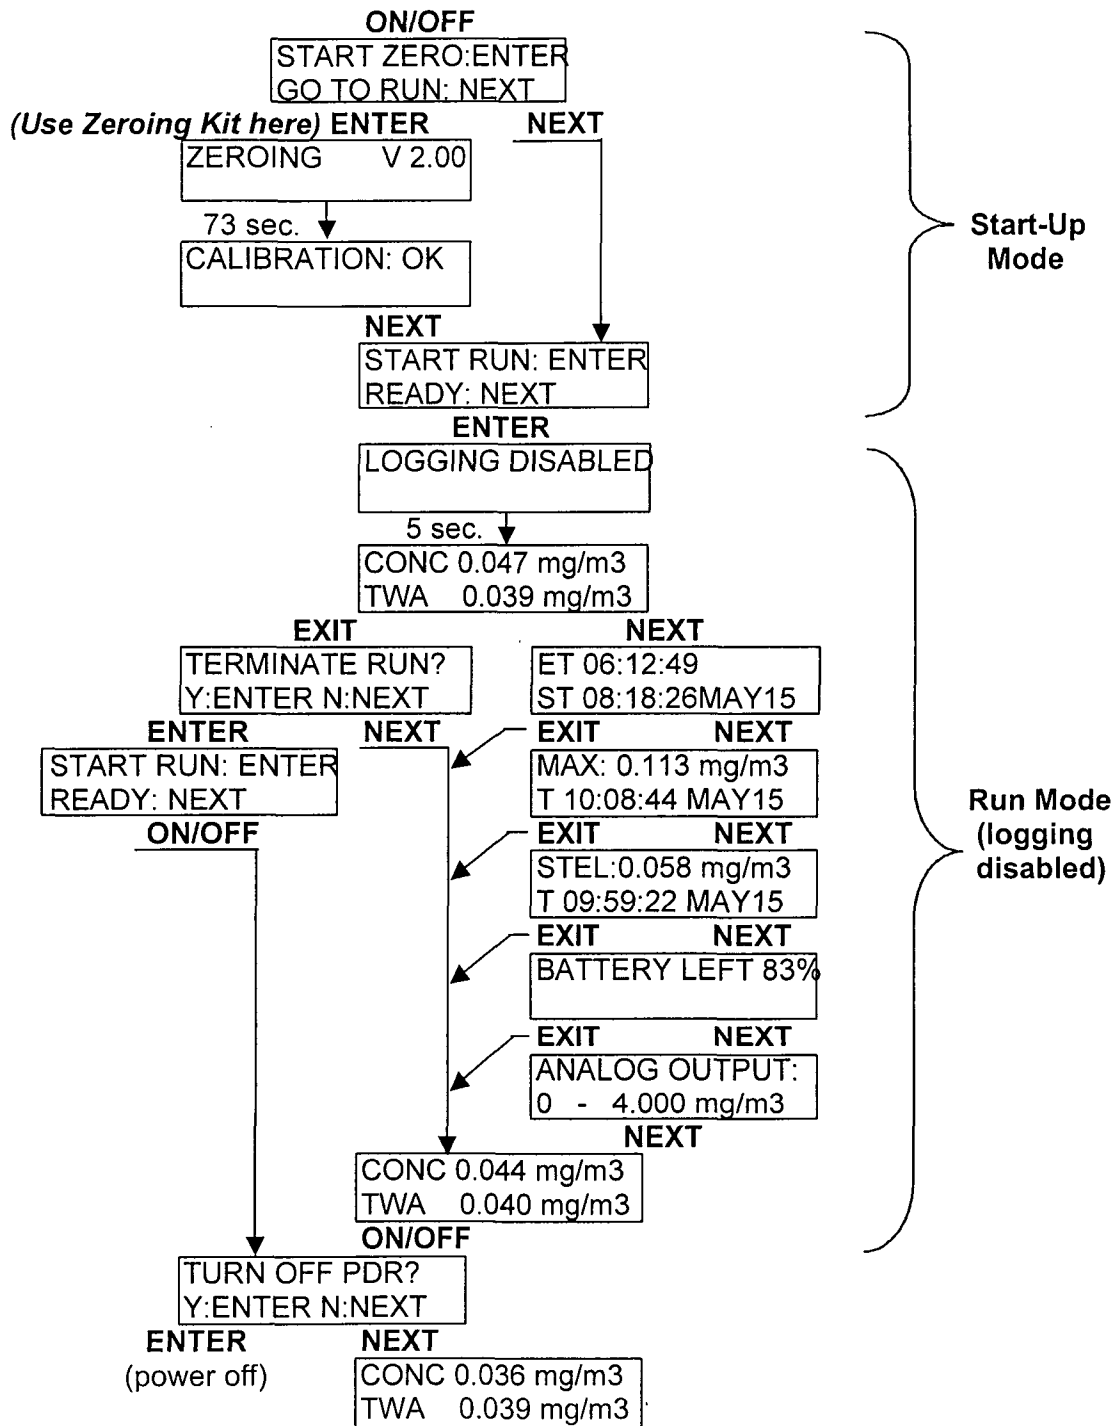 ON/OFF
START ZERO:ENTER
GO TO RUN: NEXT
(Use Zeroing Kit here) ENTER NEXT
ZEROING V 2.00
73 sec.
CALIBRATION: OK
Start-Up
Mode
NEXT
START RUN: ENTER
READY: NEXT
ENTER
LOGGING DISABLED
5 sec.
CONC 0.047 mg/m3
TWA 0.039 mg/m3
EXIT NEXT
TERMINATE RUN?
Y:ENTER N:NEXT
ET 06:12:49
ST 08:18:26MAY15
ENTER NEXT
START RUN: ENTER
READY: NEXT
ON/OFF
EXIT NEXT
MAX: 0.113 mg/m3
T 10:08:44 MAY15
EXIT NEXT
STEL:0.058 mg/m3
T 09:59:22 MAY15
Run Mode
(logging
disabled)
EXIT NEXT
BATTERY LEFT 83%
EXIT NEXT
ANALOG OUTPUT:
0 - 4.000 mg/m3
NEXT
CONC 0.044 mg/m3
TWA 0.040 mg/m3
ON/OFF
TURN OFF PDR?
Y:ENTER N:NEXT
ENTER NEXT
(power off)
CONC 0.036 mg/m3
TWA 0.039 mg/m3